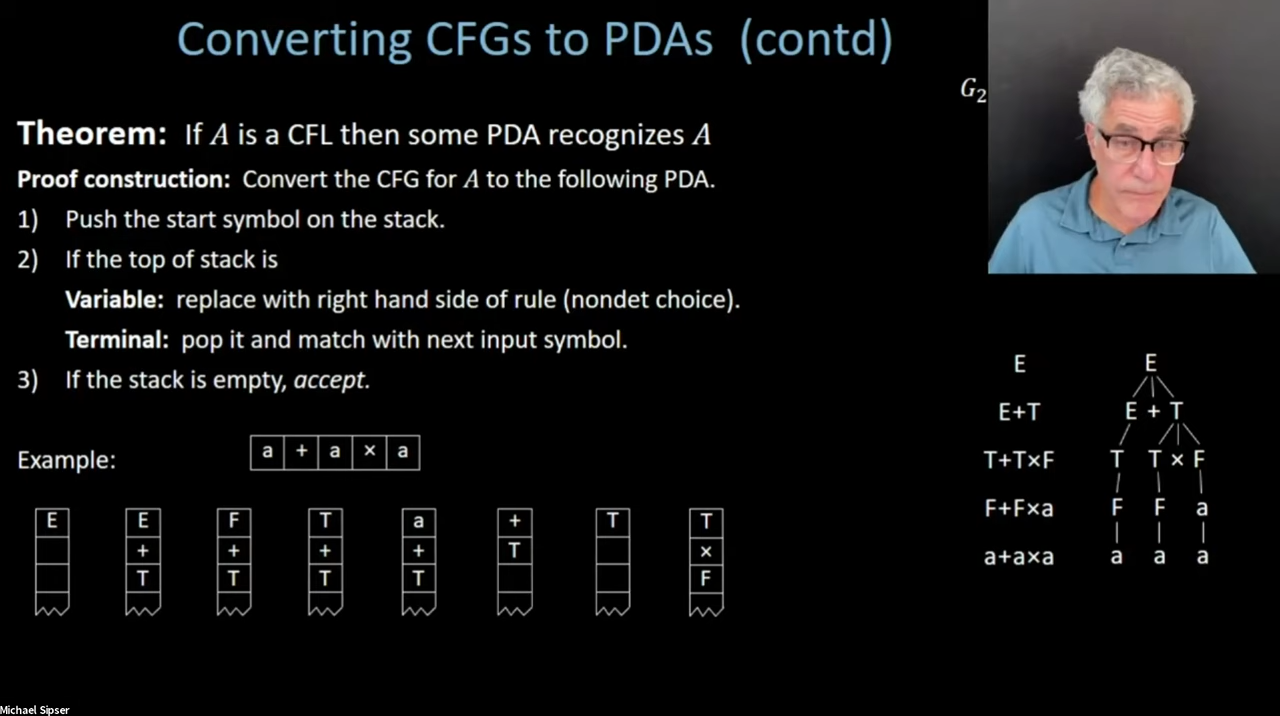 Converting CFGs to PDAs (contd)
G₂
Theorem: If A is a CFL then some PDA recognizes A
Proof construction: Convert the CFG for A to the following PDA.
1) Push the start symbol on the stack.
2) If the top of stack is
Variable: replace with right hand side of rule (nondet choice).
Terminal: pop it and match with next input symbol.
3) If the stack is empty, accept.
Example: a + a × a
E E F T a + T T
+ + + + T ×
T T T T F
E E
E+T E + T
T+T×F T T × F
F+F×a F F a
a+a×a a a a
Michael Sipser